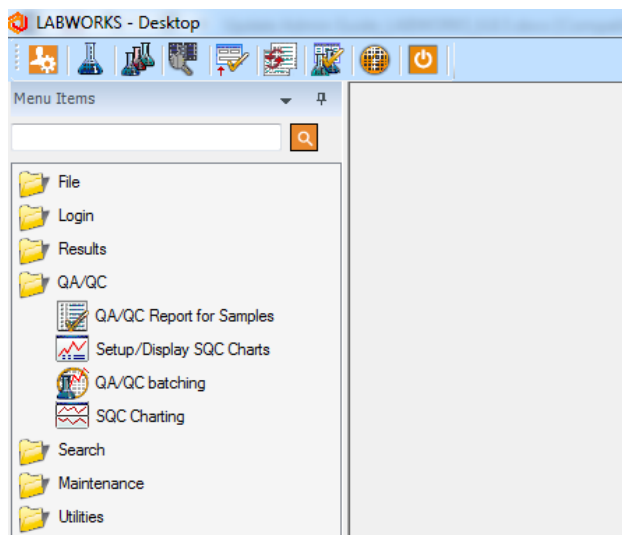 LABWORKS - Desktop
Menu Items
File
Login
Results
QA/QC
QA/QC Report for Samples
Setup/Display SQC Charts
QA/QC batching
SQC Charting
Search
Maintenance
Utilities